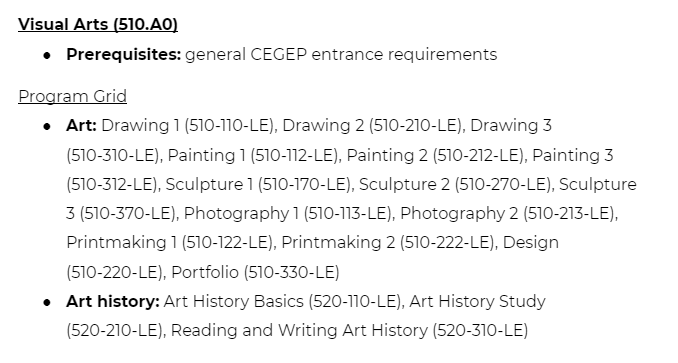 Visual Arts (510.A0)
● Prerequisites: general CEGEP entrance requirements
Program Grid
● Art: Drawing 1 (510-110-LE), Drawing 2 (510-210-LE), Drawing 3
(510-310-LE), Painting 1 (510-112-LE), Painting 2 (510-212-LE), Painting 3
(510-312-LE), Sculpture 1 (510-170-LE), Sculpture 2 (510-270-LE), Sculpture
3 (510-370-LE), Photography 1 (510-113-LE), Photography 2 (510-213-LE),
Printmaking 1 (510-122-LE), Printmaking 2 (510-222-LE), Design
(510-220-LE), Portfolio (510-330-LE)
● Art history: Art History Basics (520-110-LE), Art History Study
(520-210-LE), Reading and Writing Art History (520-310-LE)